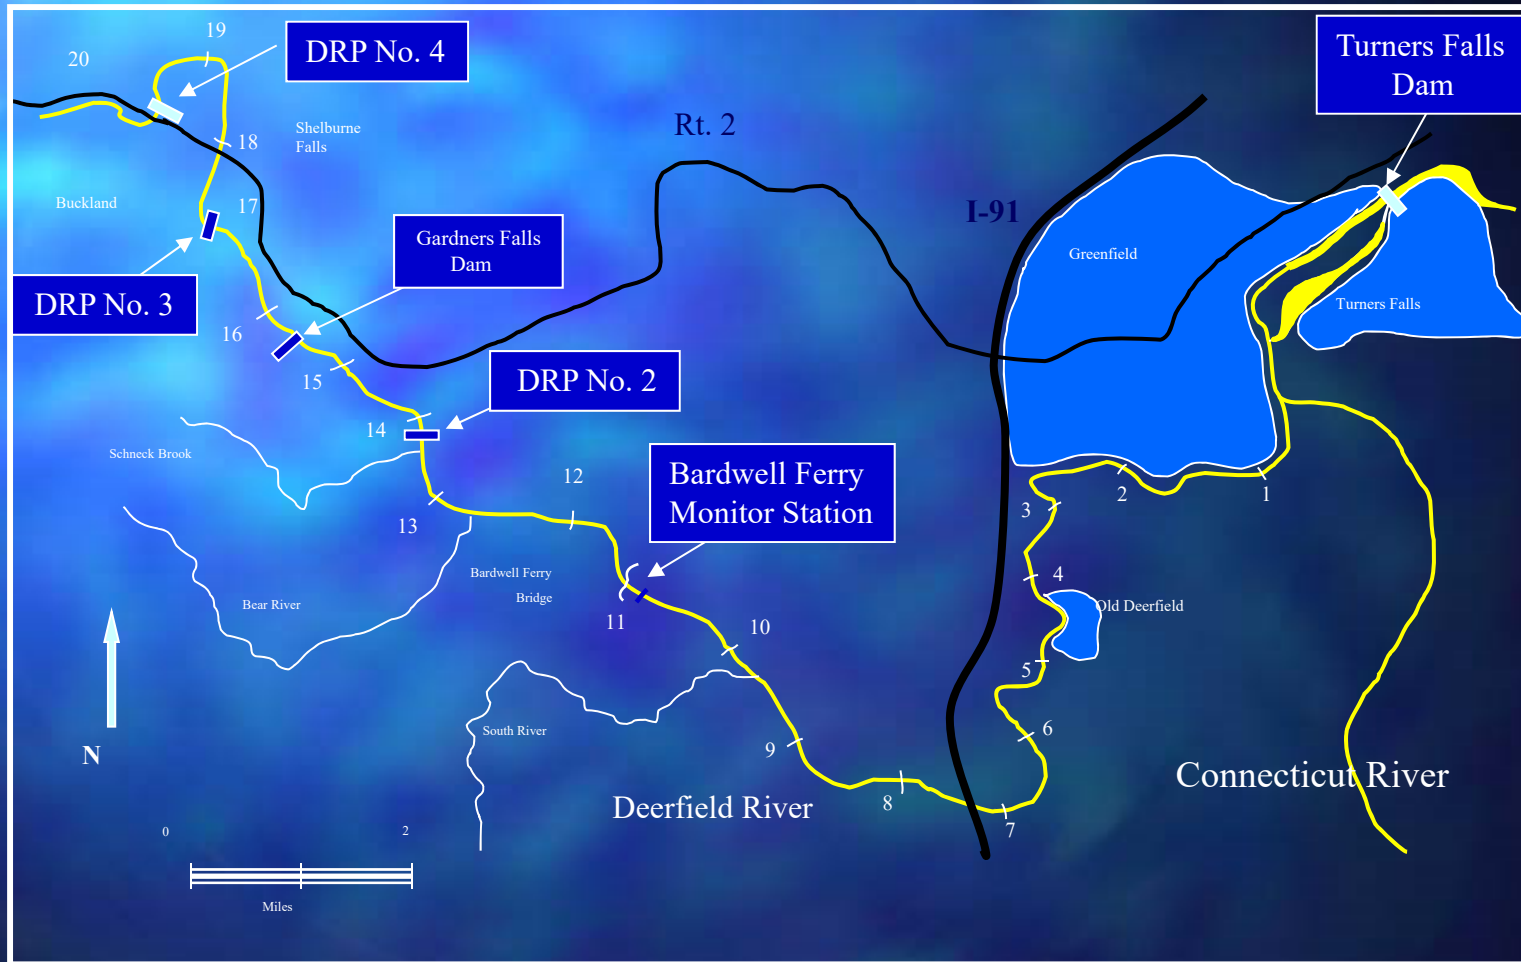 19
20
DRP No. 4
Turners Falls
Dam
Rt. 2
18
Shelburne
Falls
Buckland
17
I-91
Gardners Falls
Dam
Greenfield
DRP No. 3
Turners Falls
16
15
DRP No. 2
14
Schneck Brook
12
Bardwell Ferry
Monitor Station
2
1
3
13
Bardwell Ferry
Bridge
4
Bear River
Old Deerfield
11
10
5
South River
6
N
9
Connecticut River
Deerfield River
8
7
0
2
Miles